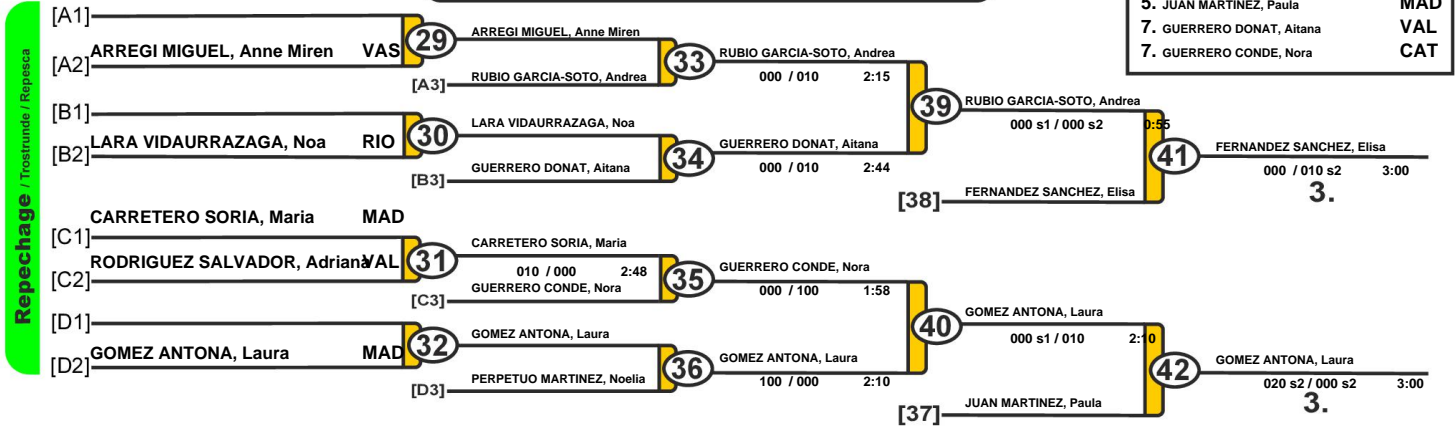 Repechage / Trostrunde / Repesca
5. JUAN MARTINEZ, Paula MAD
7. GUERRERO DONAT, Aitana VAL
7. GUERRERO CONDE, Nora CAT
[A1]
ARREGI MIGUEL, Anne Miren VAS
[A2]
29
ARREGI MIGUEL, Anne Miren
RUBIO GARCIA-SOTO, Andrea
[A3]
33
RUBIO GARCIA-SOTO, Andrea
000 / 010 2:15
[B1]
LARA VIDAURRAZAGA, Noa RIO
[B2]
30
LARA VIDAURRAZAGA, Noa
GUERRERO DONAT, Aitana
[B3]
34
GUERRERO DONAT, Aitana
000 / 010 2:44
39
RUBIO GARCIA-SOTO, Andrea
000 s1 / 000 s2 0:55
FERNANDEZ SANCHEZ, Elisa
[38]
41
FERNANDEZ SANCHEZ, Elisa
000 / 010 s2 3:00
3.
CARRETERO SORIA, Maria MAD
[C1]
RODRIGUEZ SALVADOR, Adriana VAL
[C2]
31
CARRETERO SORIA, Maria
010 / 000 2:48
GUERRERO CONDE, Nora
[C3]
35
GUERRERO CONDE, Nora
000 / 100 1:58
[D1]
GOMEZ ANTONA, Laura MAD
[D2]
32
GOMEZ ANTONA, Laura
PERPETUO MARTINEZ, Noelia
[D3]
36
GOMEZ ANTONA, Laura
100 / 000 2:10
40
GOMEZ ANTONA, Laura
000 s1 / 010 2:10
JUAN MARTINEZ, Paula
[37]
42
GOMEZ ANTONA, Laura
020 s2 / 000 s2 3:00
3.